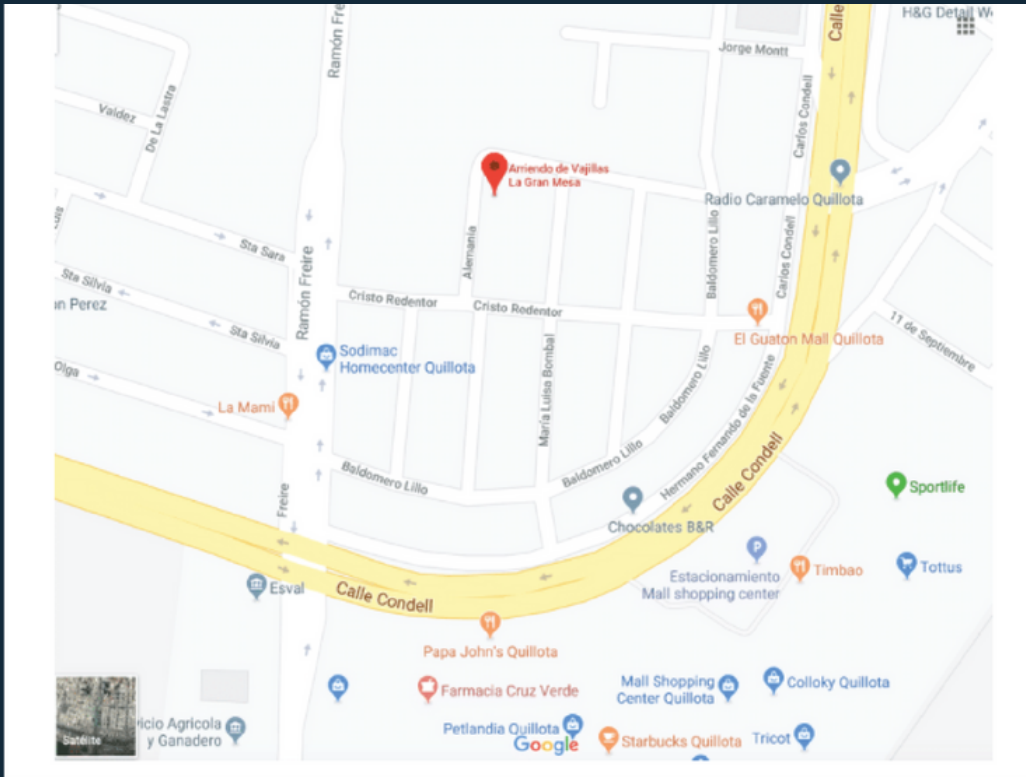 H&G Detail W
Ramón Fre
Calle
Jorge Montt
Valdez
De La Lastra
Carlos Condell
Arriendo de Vajillas
La Gran Mesa
Radio Caramelo Quillota
Sta Sara
Ramón Freire
Alemania
Baldomero Lillo
Carlos Condell
Sta Silvia
Cristo Redentor
Cristo Redentor
n Perez
Sta Silvia
El Guaton Mall Quillota
11 de Septiembre
Sodimac
Homecenter Quillota
Olga
La Mami
María Luisa Bombal
Baldomero Lillo
Hermano Fernando de la Fuente
Baldomero Lillo
Baldomero Lillo
Calle Condell
Freire
Sportlife
Chocolates B&R
Estacionamiento
Mall shopping center
Timbao
Tottus
Esval
Calle Condell
Papa John's Quillota
Farmacia Cruz Verde
Mall Shopping
Center Quillota
Colloky Quillota
icio Agricola
y Ganadero
Satélite
Petlandia Quillota
Google
Starbucks Quillota
Tricot